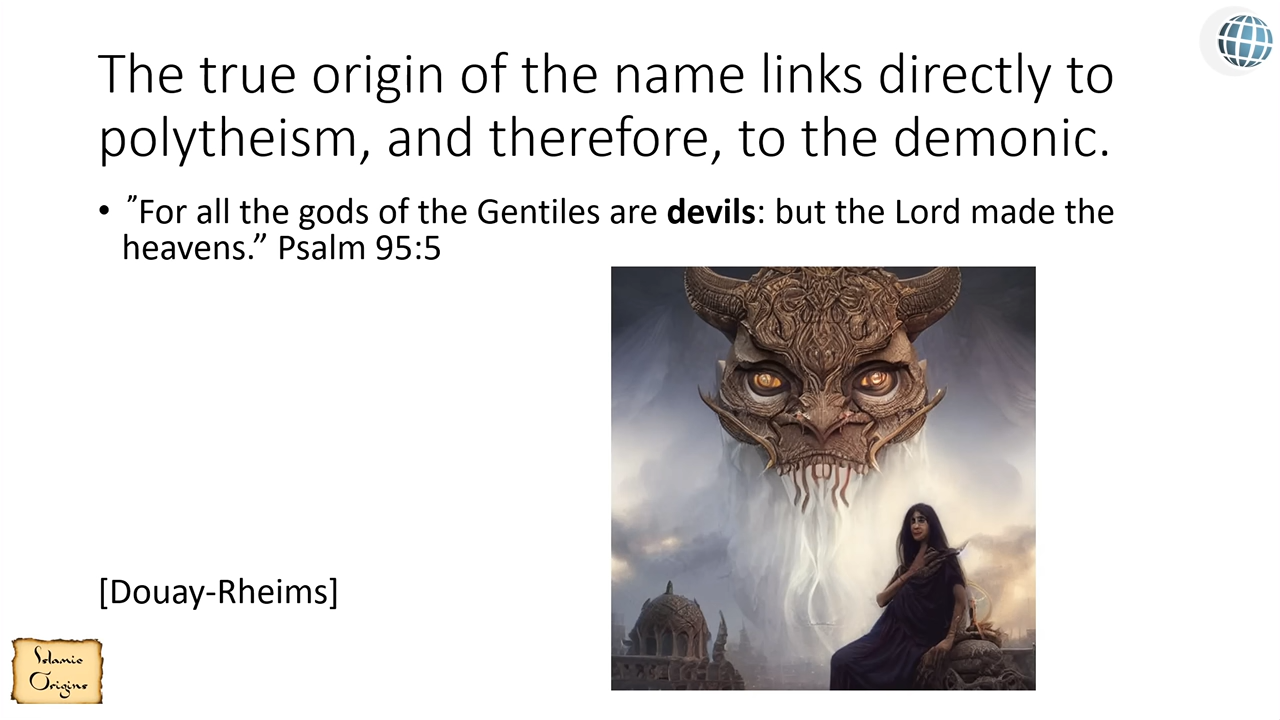 The true origin of the name links directly to
polytheism, and therefore, to the demonic.
• ”For all the gods of the Gentiles are devils: but the Lord made the
heavens.” Psalm 95:5
[Douay-Rheims]
Islamic
Origins